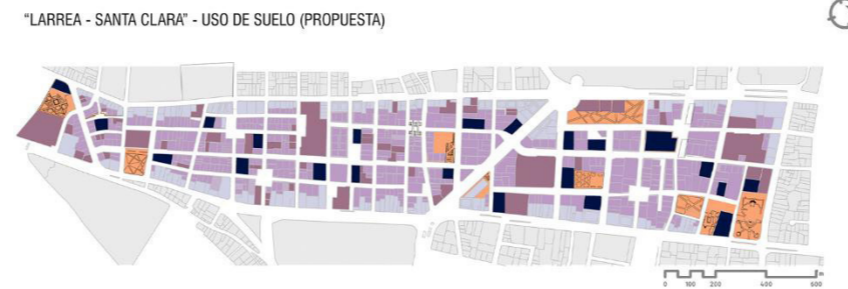 “LARREA - SANTA CLARA” - USO DE SUELO (PROPUESTA)
0 100 200 400 600